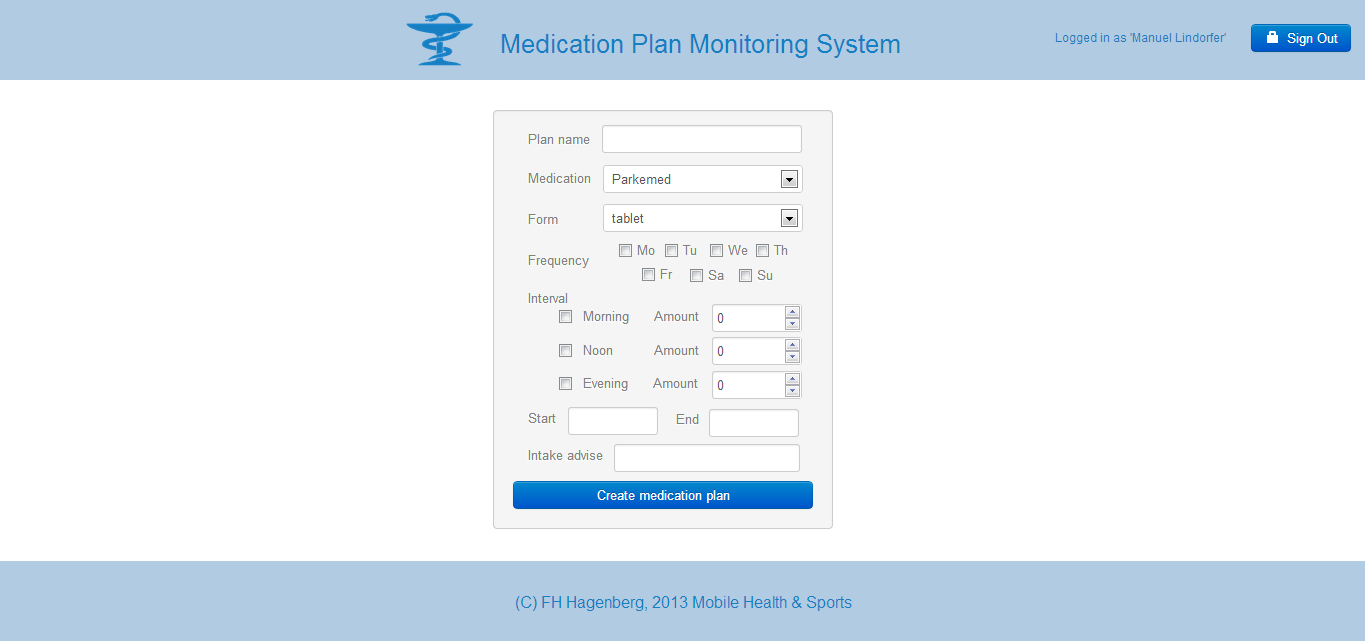 Medication Plan Monitoring System
Logged in as 'Manuel Lindorfer'
Sign Out
Plan name
Medication Parkemed
Form tablet
Frequency
Mo Tu We Th
Fr Sa Su
Interval
Morning Amount 0
Noon Amount 0
Evening Amount 0
Start End
Intake advise
Create medication plan
(C) FH Hagenberg, 2013 Mobile Health & Sports